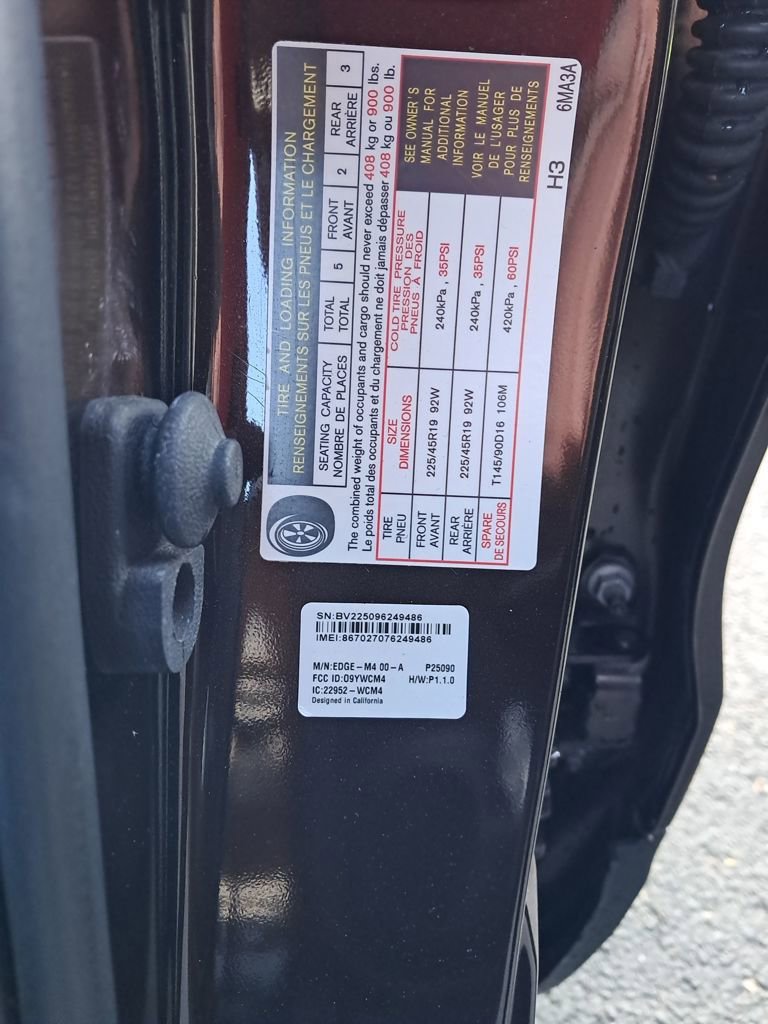 TIRE AND LOADING INFORMATION
RENSEIGNEMENTS SUR LES PNEUS ET LE CHARGEMENT
SEATING CAPACITY
NOMBRE DE PLACES
TOTAL
TOTAL
5
FRONT
AVANT
2
REAR
ARRIÈRE
3
The combined weight of occupants and cargo should never exceed 408 kg or 900 lbs.
Le poids total des occupants et du chargement ne doit jamais dépasser 408 kg ou 900 lb.
TIRE
PNEU
SIZE
DIMENSIONS
COLD TIRE PRESSURE
PRESSION DES
PNEUS À FROID
FRONT
AVANT
225/45R19 92W
240kPa , 35PSI
REAR
ARRIÈRE
225/45R19 92W
240kPa , 35PSI
SPARE
DE SECOURS
T145/90D16 106M
420kPa , 60PSI
SEE OWNER'S
MANUAL FOR
ADDITIONAL
INFORMATION
VOIR LE MANUEL
DE L'USAGER
POUR PLUS DE
RENSEIGNEMENTS
H3
6MA3A
SN:BV225096249486
IMEI:867027076249486
M/N:EDGE-M4 00-A P25090
FCC ID:O9YWCM4 H/W:P1.1.0
IC:22952-WCM4
Designed in California